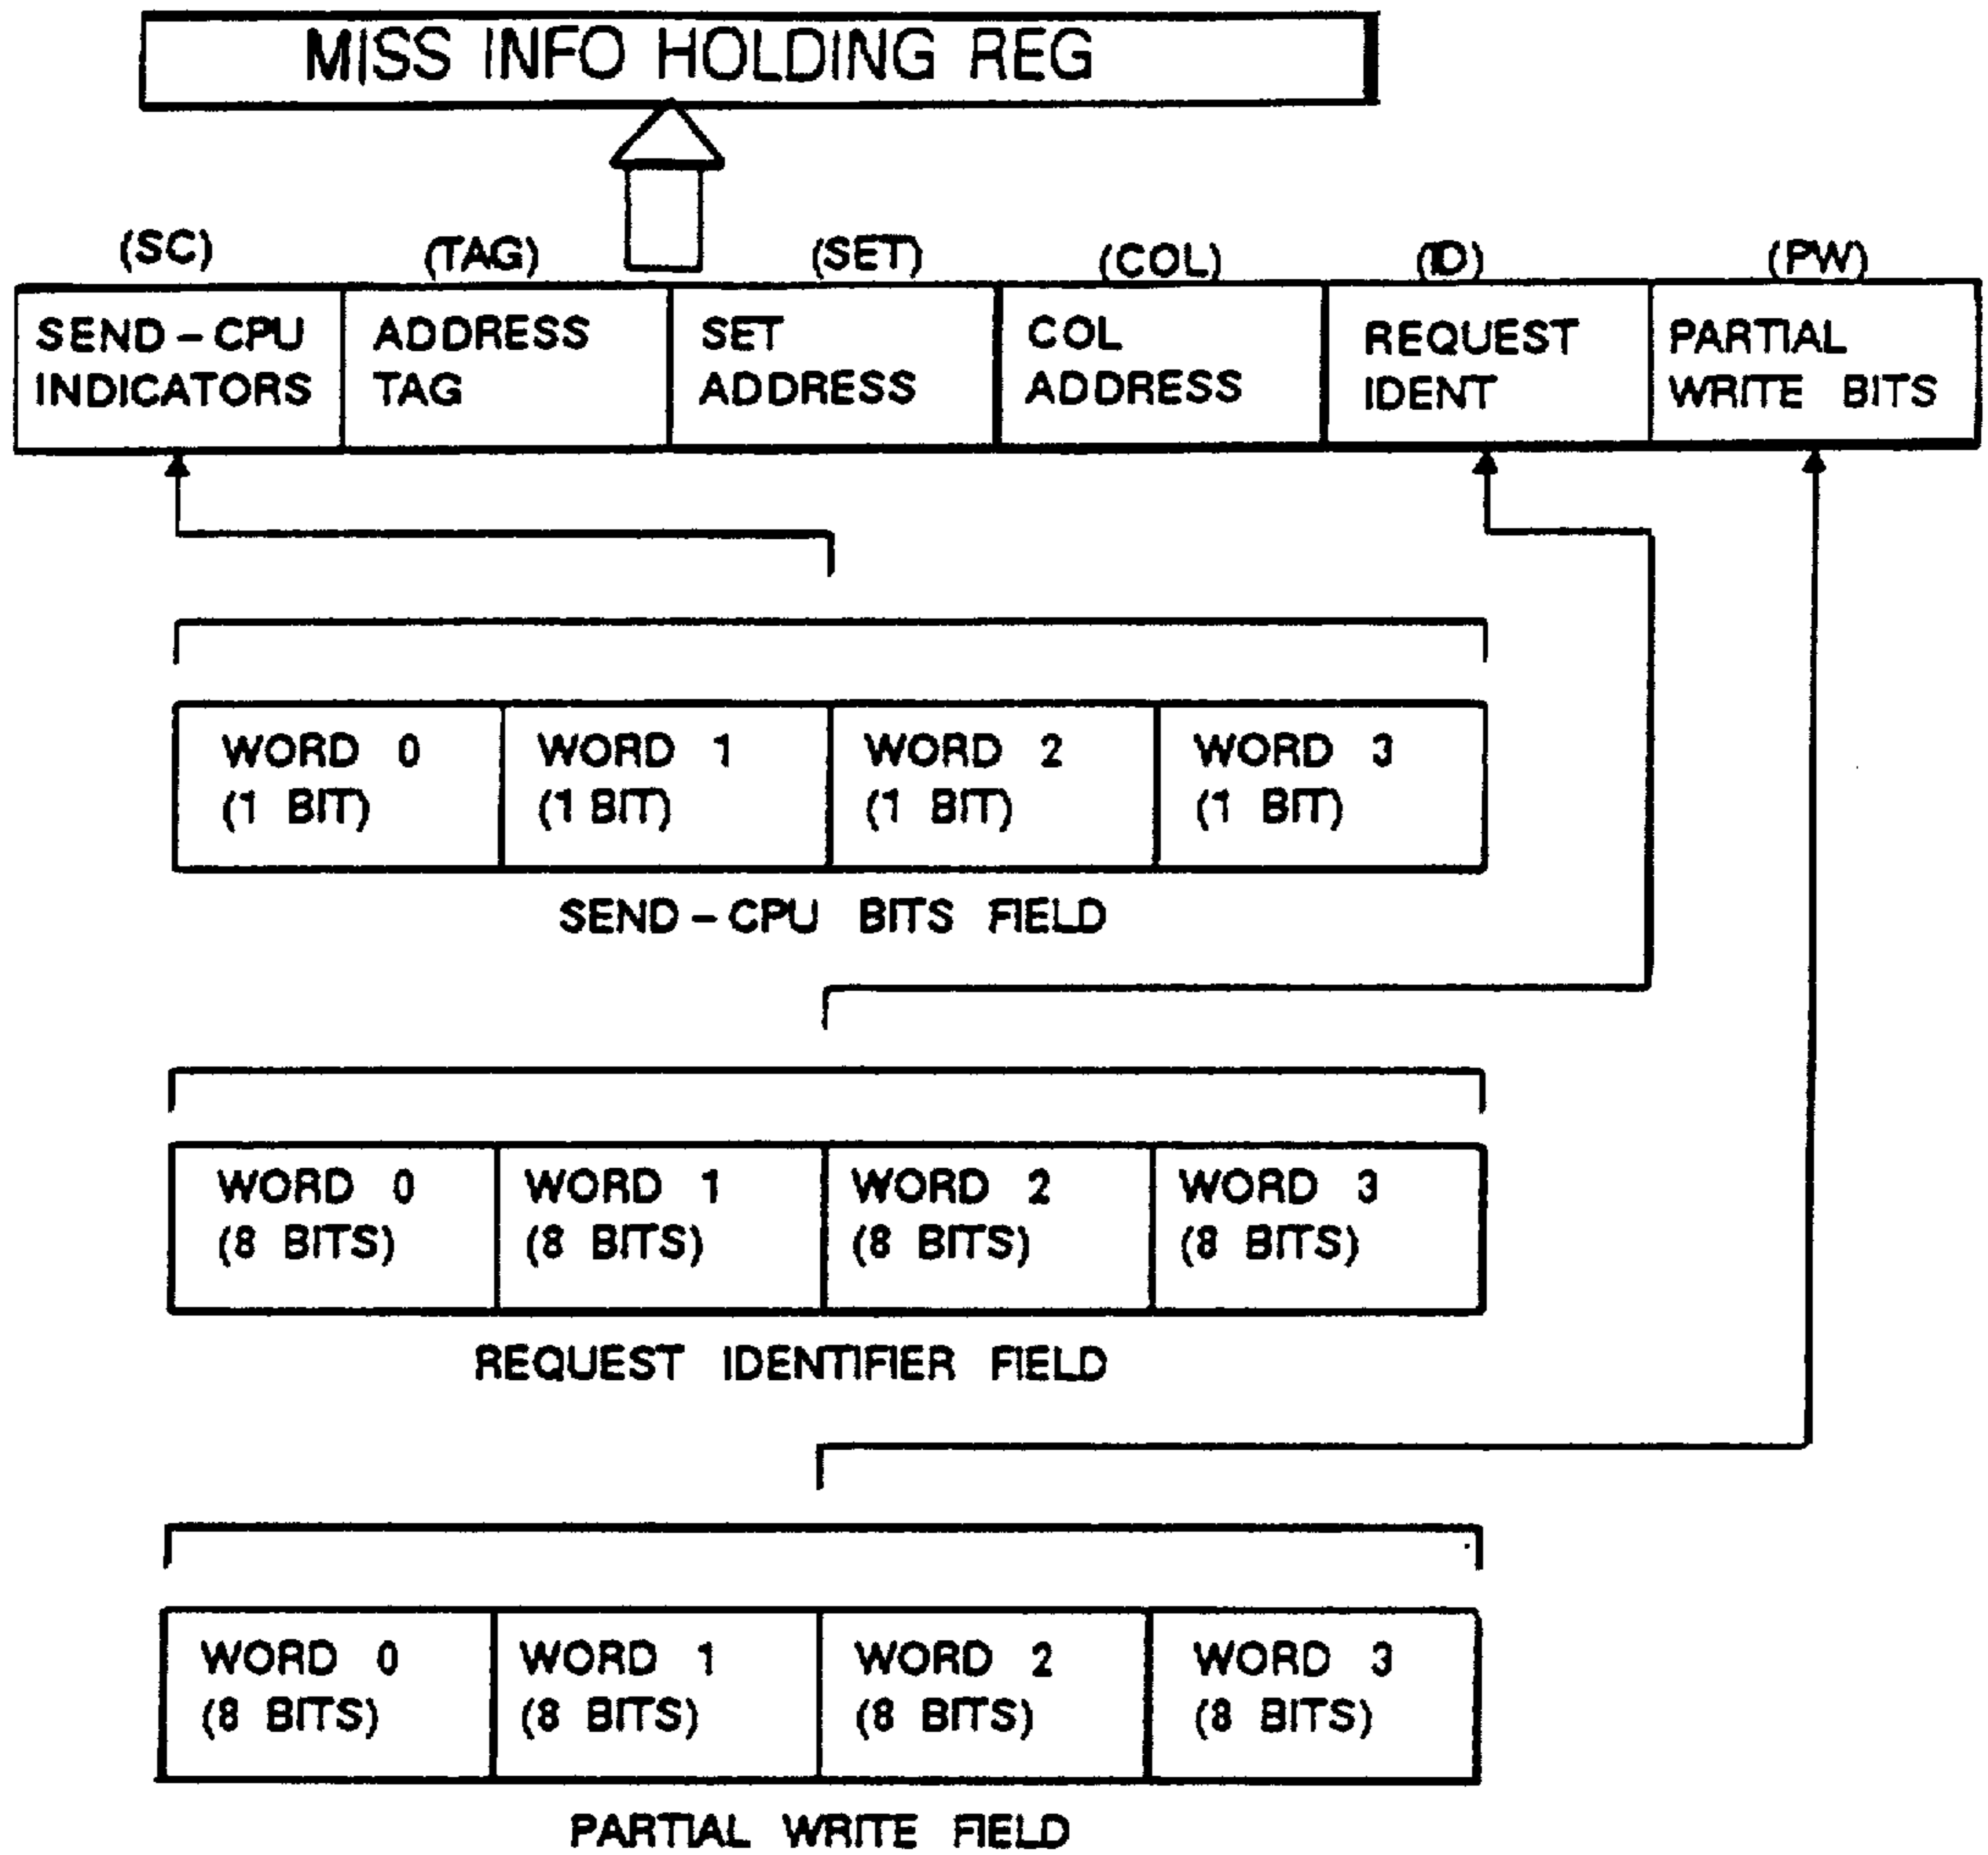 MISS INFO HOLDING REG
(SC) (TAG) (SET) (COL) (ID) (PW)
SEND-CPU ADDRESS SET COL REQUEST PARTIAL
INDICATORS TAG ADDRESS ADDRESS IDENT WRITE BITS
WORD 0 WORD 1 WORD 2 WORD 3
(1 BIT) (1 BIT) (1 BIT) (1 BIT)
SEND-CPU BITS FIELD
WORD 0 WORD 1 WORD 2 WORD 3
(8 BITS) (8 BITS) (8 BITS) (8 BITS)
REQUEST IDENTIFIER FIELD
WORD 0 WORD 1 WORD 2 WORD 3
(8 BITS) (8 BITS) (8 BITS) (8 BITS)
PARTIAL WRITE FIELD